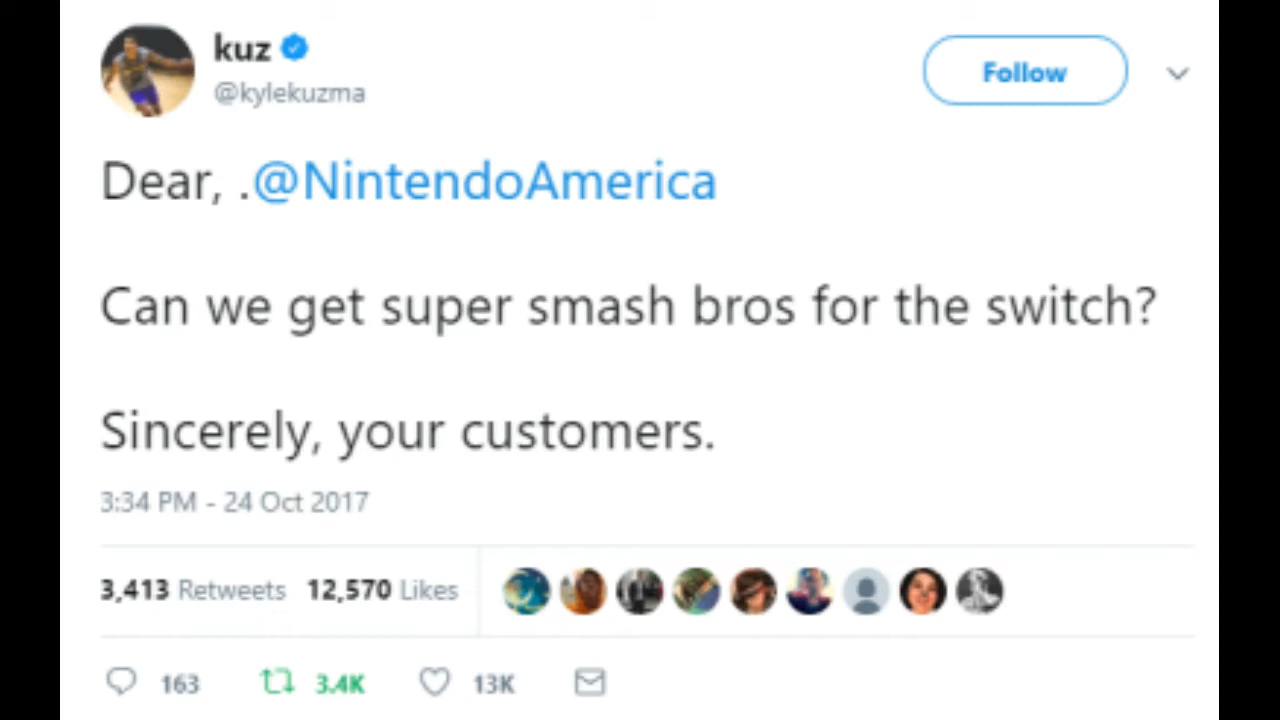 kuz
@kylekuzma
Follow
Dear, .@NintendoAmerica
Can we get super smash bros for the switch?
Sincerely, your customers.
3:34 PM - 24 Oct 2017
3,413 Retweets 12,570 Likes
163 3.4K 13K